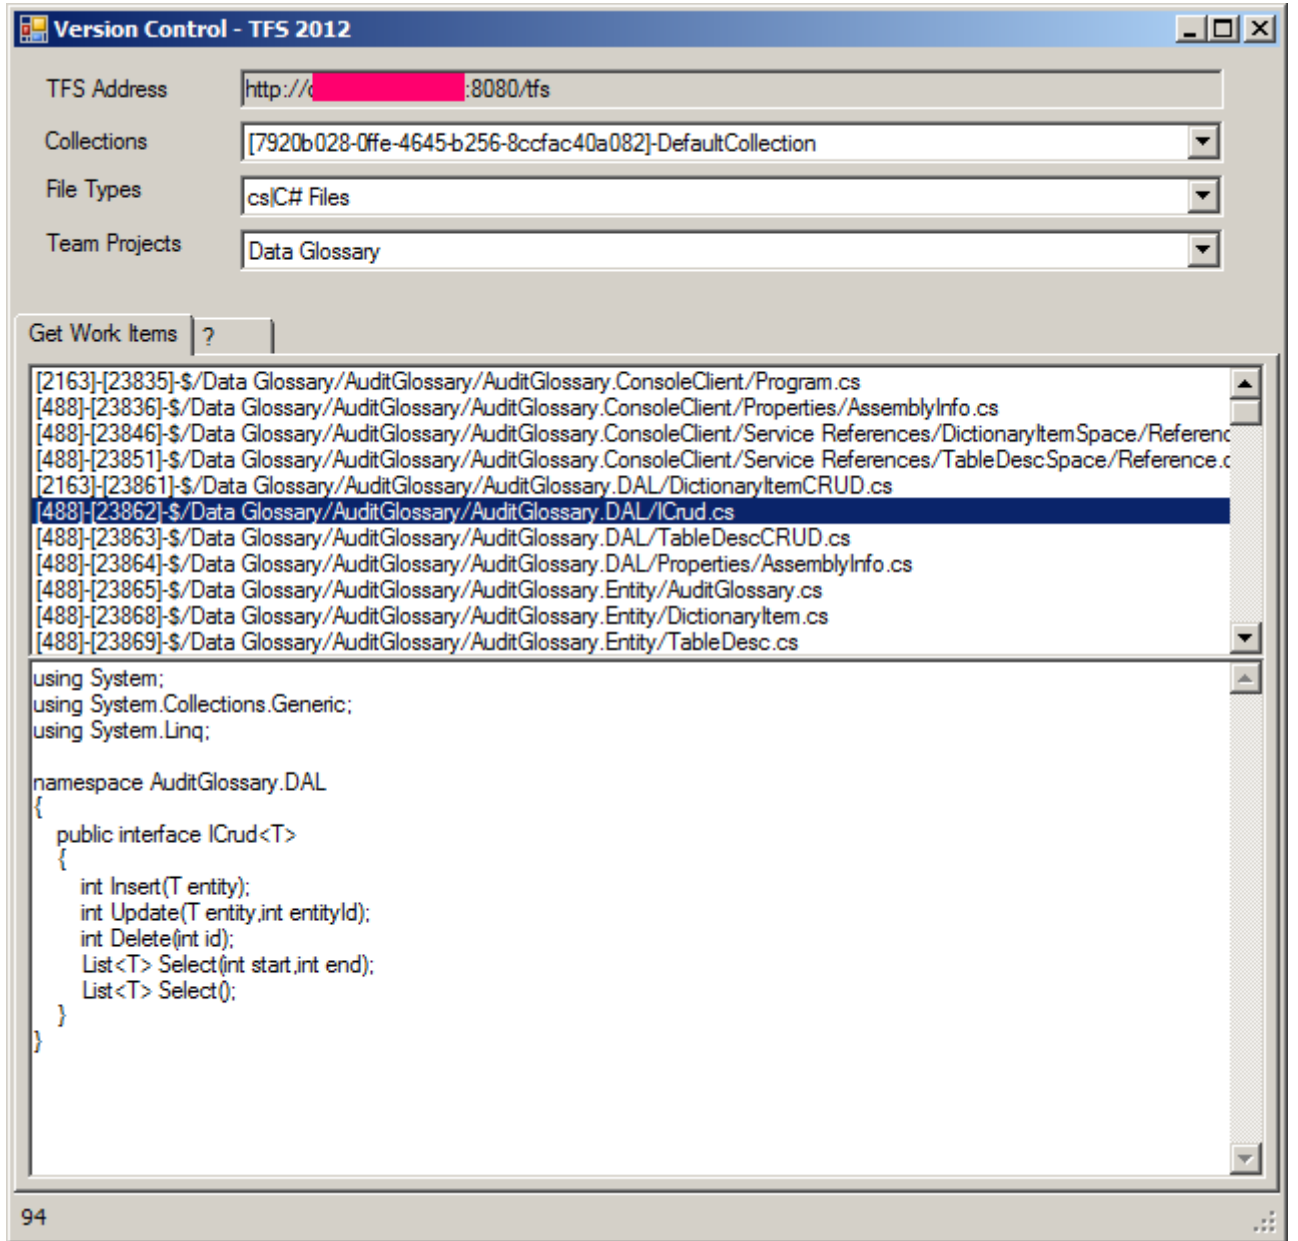 Version Control - TFS 2012
TFS Address http:// :8080/tfs
Collections [7920b028-0ffe-4645-b256-8ccfac40a082]-DefaultCollection
File Types cs|C# Files
Team Projects Data Glossary
Get Work Items ?
[2163]-[23835]-$/Data Glossary/AuditGlossary/AuditGlossary.ConsoleClient/Program.cs
[488]-[23836]-$/Data Glossary/AuditGlossary/AuditGlossary.ConsoleClient/Properties/AssemblyInfo.cs
[488]-[23846]-$/Data Glossary/AuditGlossary/AuditGlossary.ConsoleClient/Service References/DictionaryItemSpace/Referenc
[488]-[23851]-$/Data Glossary/AuditGlossary/AuditGlossary.ConsoleClient/Service References/TableDescSpace/Reference.c
[2163]-[23861]-$/Data Glossary/AuditGlossary/AuditGlossary.DAL/DictionaryItemCRUD.cs
[488]-[23862]-$/Data Glossary/AuditGlossary/AuditGlossary.DAL/ICrud.cs
[488]-[23863]-$/Data Glossary/AuditGlossary/AuditGlossary.DAL/TableDescCRUD.cs
[488]-[23864]-$/Data Glossary/AuditGlossary/AuditGlossary.DAL/Properties/AssemblyInfo.cs
[488]-[23865]-$/Data Glossary/AuditGlossary/AuditGlossary.Entity/AuditGlossary.cs
[488]-[23868]-$/Data Glossary/AuditGlossary/AuditGlossary.Entity/DictionaryItem.cs
[488]-[23869]-$/Data Glossary/AuditGlossary/AuditGlossary.Entity/TableDesc.cs
using System;
using System.Collections.Generic;
using System.Linq;
namespace AuditGlossary.DAL
{
public interface ICrud<T>
{
int Insert(T entity);
int Update(T entity,int entityId);
int Delete(int id);
List<T> Select(int start,int end);
List<T> Select();
}
}
94